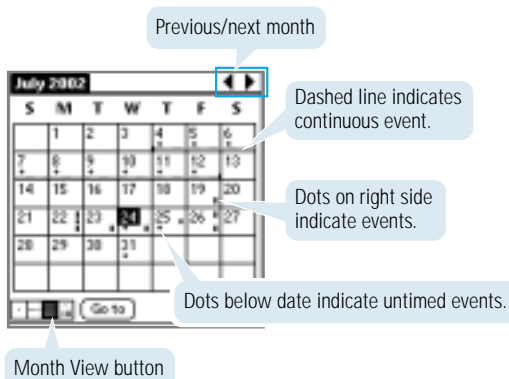 Previous/next month
July 2002
S M T W T F S
Dashed line indicates
continuous event.
1 2 3 4 5 6
7 8 9 10 11 12 13
14 15 16 17 18 19 20
Dots on right side
indicate events.
21 22 23 24 25 26 27
28 29 30 31
Dots below date indicate untimed events.
Go to
Month View button